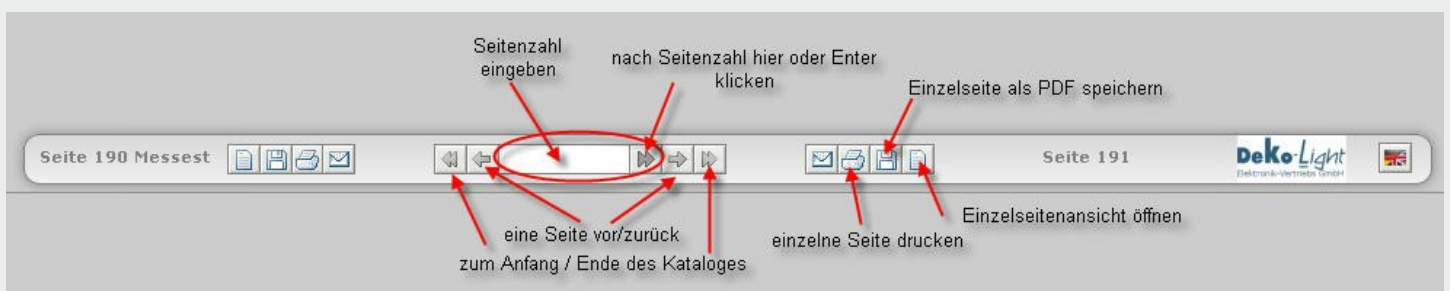 Seitenzahl
eingeben
nach Seitenzahl hier oder Enter
klicken
Einzelseite als PDF speichern
Seite 190 Messest
Seite 191
Deko-Light
Elektronik-Vertriebs GmbH
eine Seite vor/zurück
zum Anfang / Ende des Kataloges
einzelne Seite drucken
Einzelseitenansicht öffnen